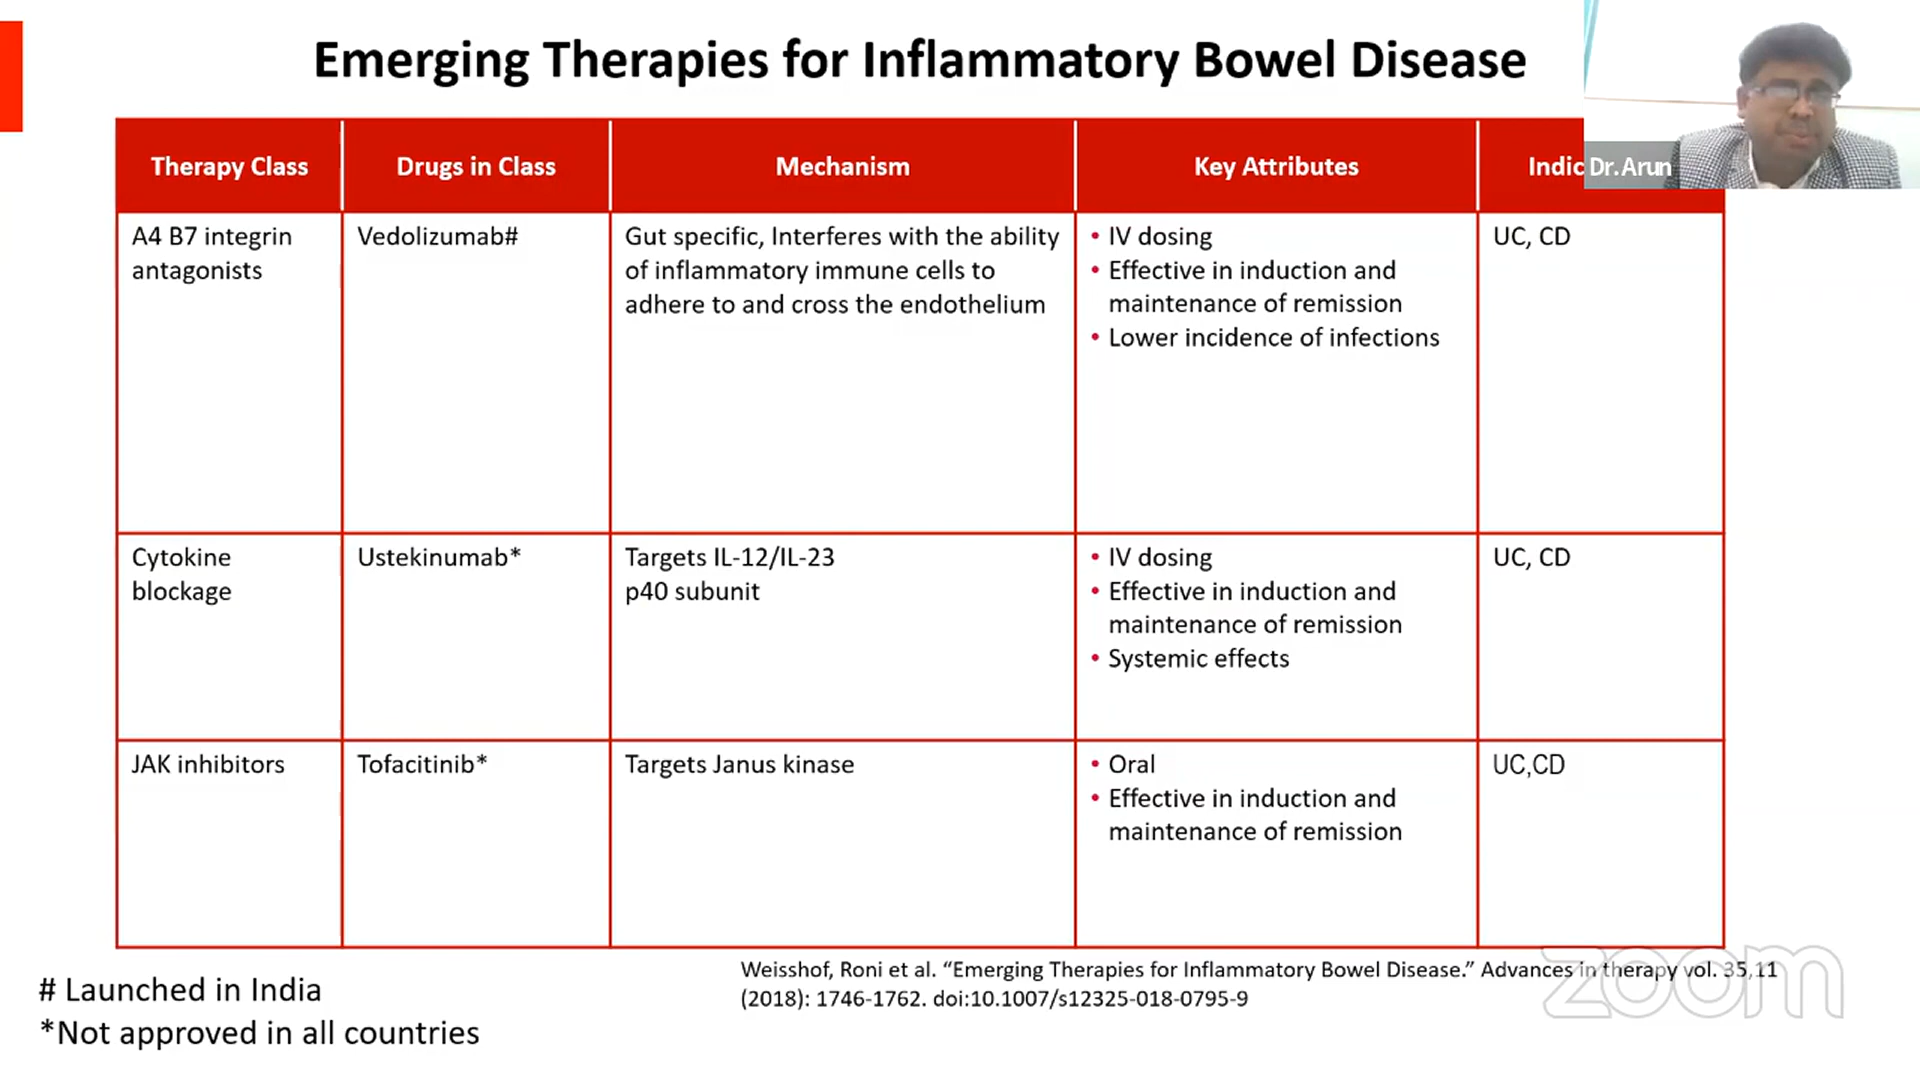 Emerging Therapies for Inflammatory Bowel Disease
Dr. Arun
Therapy Class
Drugs in Class
Mechanism
Key Attributes
Indic
A4 B7 integrin
antagonists
Vedolizumab#
Gut specific, Interferes with the ability
of inflammatory immune cells to
adhere to and cross the endothelium
• IV dosing
• Effective in induction and
maintenance of remission
• Lower incidence of infections
UC, CD
Cytokine
blockage
Ustekinumab*
Targets IL-12/IL-23
p40 subunit
• IV dosing
• Effective in induction and
maintenance of remission
• Systemic effects
UC, CD
JAK inhibitors
Tofacitinib*
Targets Janus kinase
• Oral
• Effective in induction and
maintenance of remission
UC,CD
# Launched in India
*Not approved in all countries
Weisshof, Roni et al. “Emerging Therapies for Inflammatory Bowel Disease.” Advances in therapy vol. 35,11
(2018): 1746-1762. doi:10.1007/s12325-018-0795-9
zoom